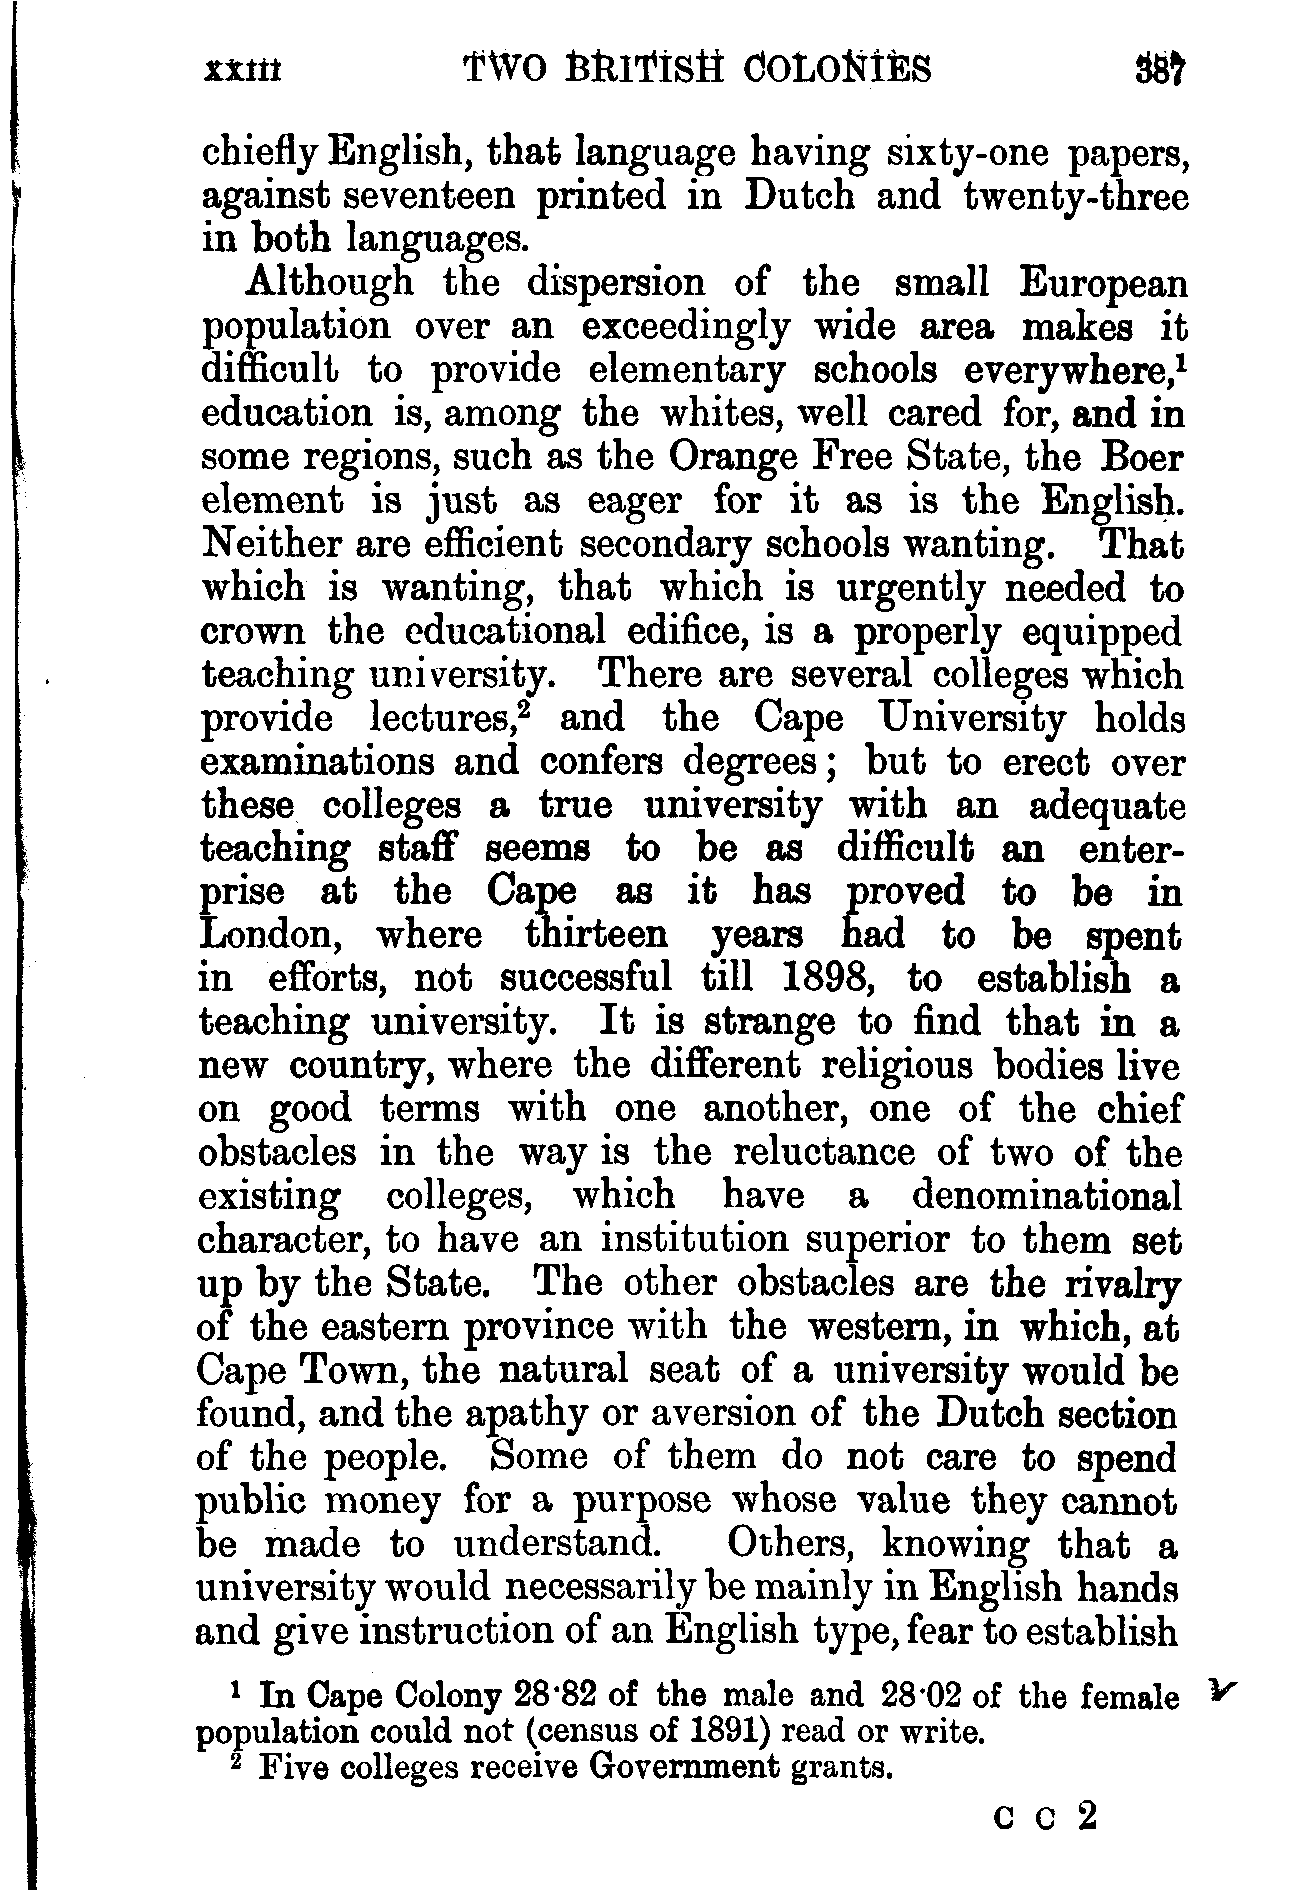 xxiii TWO BRITISH COLONIES 387
chiefly English, that language having sixty-one papers,
against seventeen printed in Dutch and twenty-three
in both languages.
Although the dispersion of the small European
population over an exceedingly wide area makes it
difficult to provide elementary schools everywhere,¹
education is, among the whites, well cared for, and in
some regions, such as the Orange Free State, the Boer
element is just as eager for it as is the English.
Neither are efficient secondary schools wanting. That
which is wanting, that which is urgently needed to
crown the educational edifice, is a properly equipped
teaching university. There are several colleges which
provide lectures,² and the Cape University holds
examinations and confers degrees; but to erect over
these colleges a true university with an adequate
teaching staff seems to be as difficult an enter-
prise at the Cape as it has proved to be in
London, where thirteen years had to be spent
in efforts, not successful till 1898, to establish a
teaching university. It is strange to find that in a
new country, where the different religious bodies live
on good terms with one another, one of the chief
obstacles in the way is the reluctance of two of the
existing colleges, which have a denominational
character, to have an institution superior to them set
up by the State. The other obstacles are the rivalry
of the eastern province with the western, in which, at
Cape Town, the natural seat of a university would be
found, and the apathy or aversion of the Dutch section
of the people. Some of them do not care to spend
public money for a purpose whose value they cannot
be made to understand. Others, knowing that a
university would necessarily be mainly in English hands
and give instruction of an English type, fear to establish
¹ In Cape Colony 28·82 of the male and 28·02 of the female
population could not (census of 1891) read or write.
² Five colleges receive Government grants.
C C 2